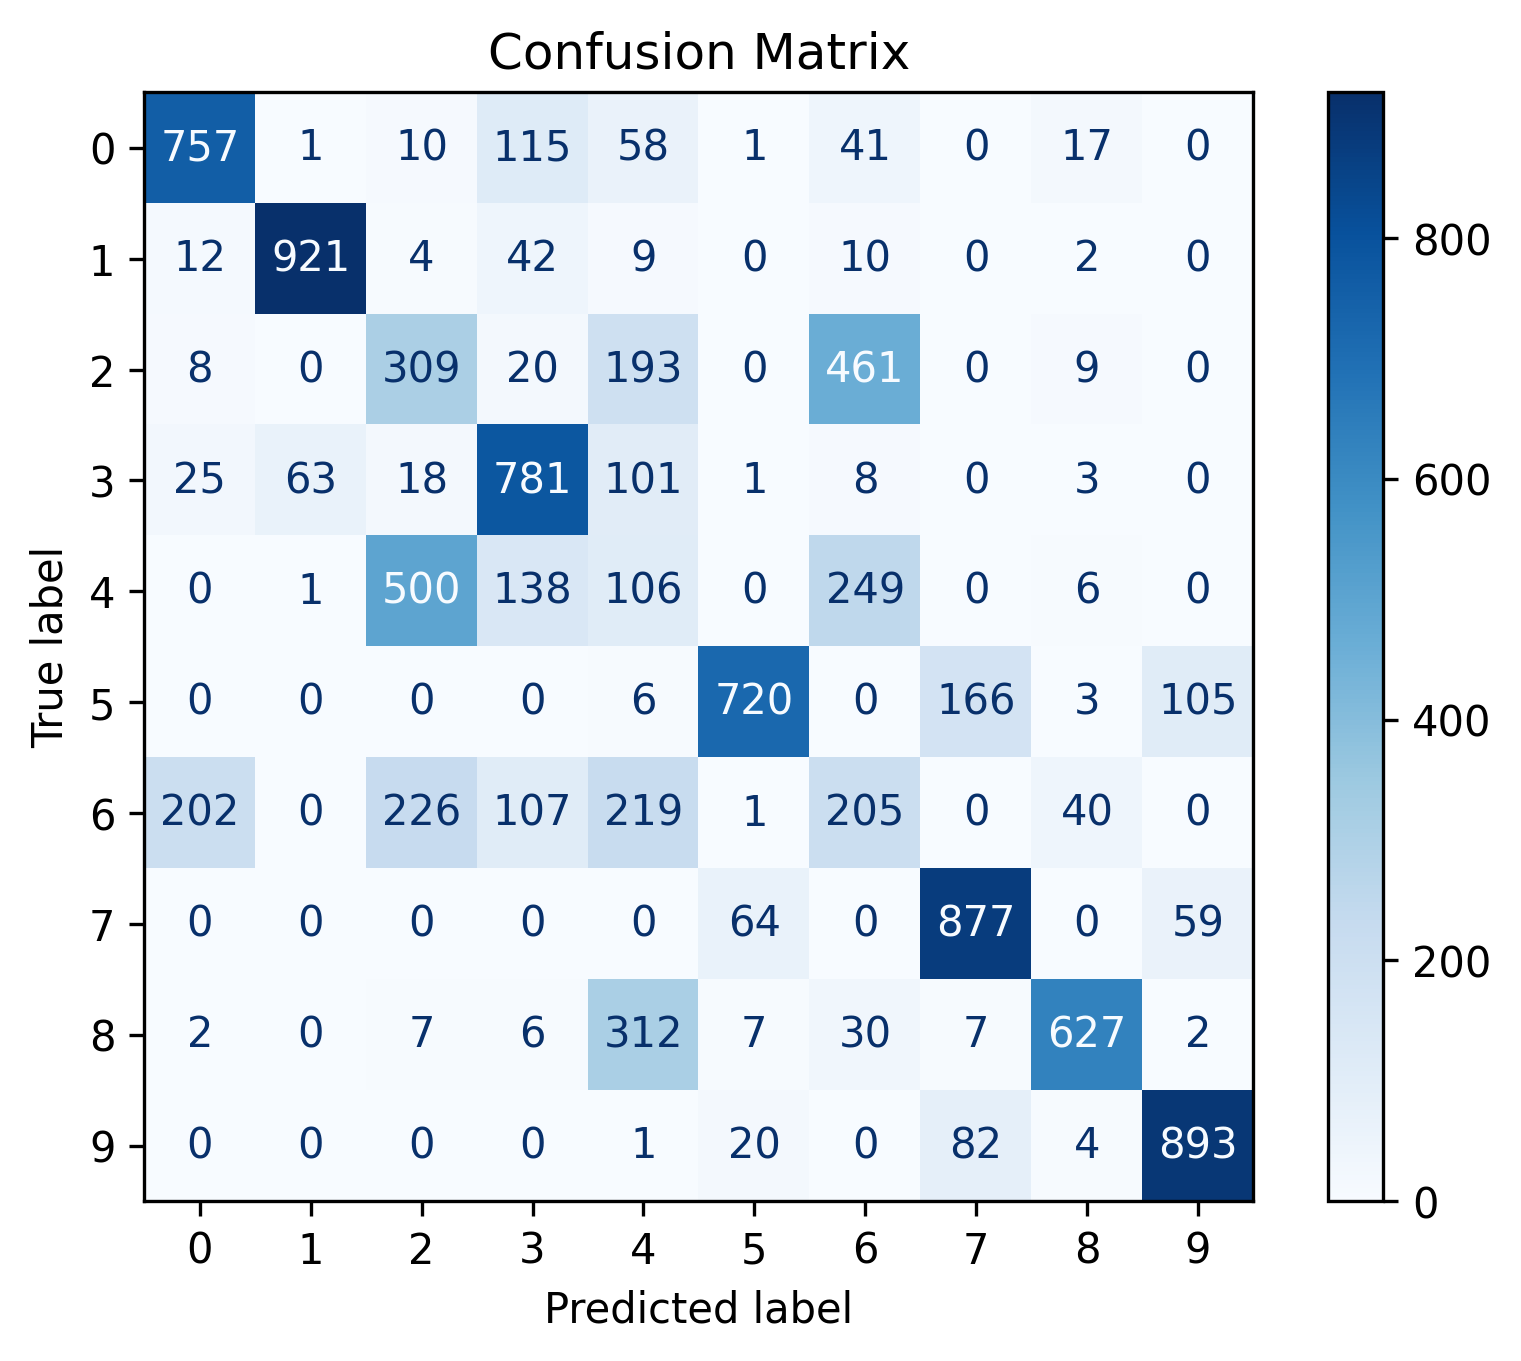 Confusion Matrix
0 757 1 10 115 58 1 41 0 17 0
1 12 921 4 42 9 0 10 0 2 0
2 8 0 309 20 193 0 461 0 9 0
3 25 63 18 781 101 1 8 0 3 0
4 0 1 500 138 106 0 249 0 6 0
5 0 0 0 0 6 720 0 166 3 105
6 202 0 226 107 219 1 205 0 40 0
7 0 0 0 0 0 64 0 877 0 59
8 2 0 7 6 312 7 30 7 627 2
9 0 0 0 0 1 20 0 82 4 893
0 1 2 3 4 5 6 7 8 9
Predicted label
True label
800
600
400
200
0